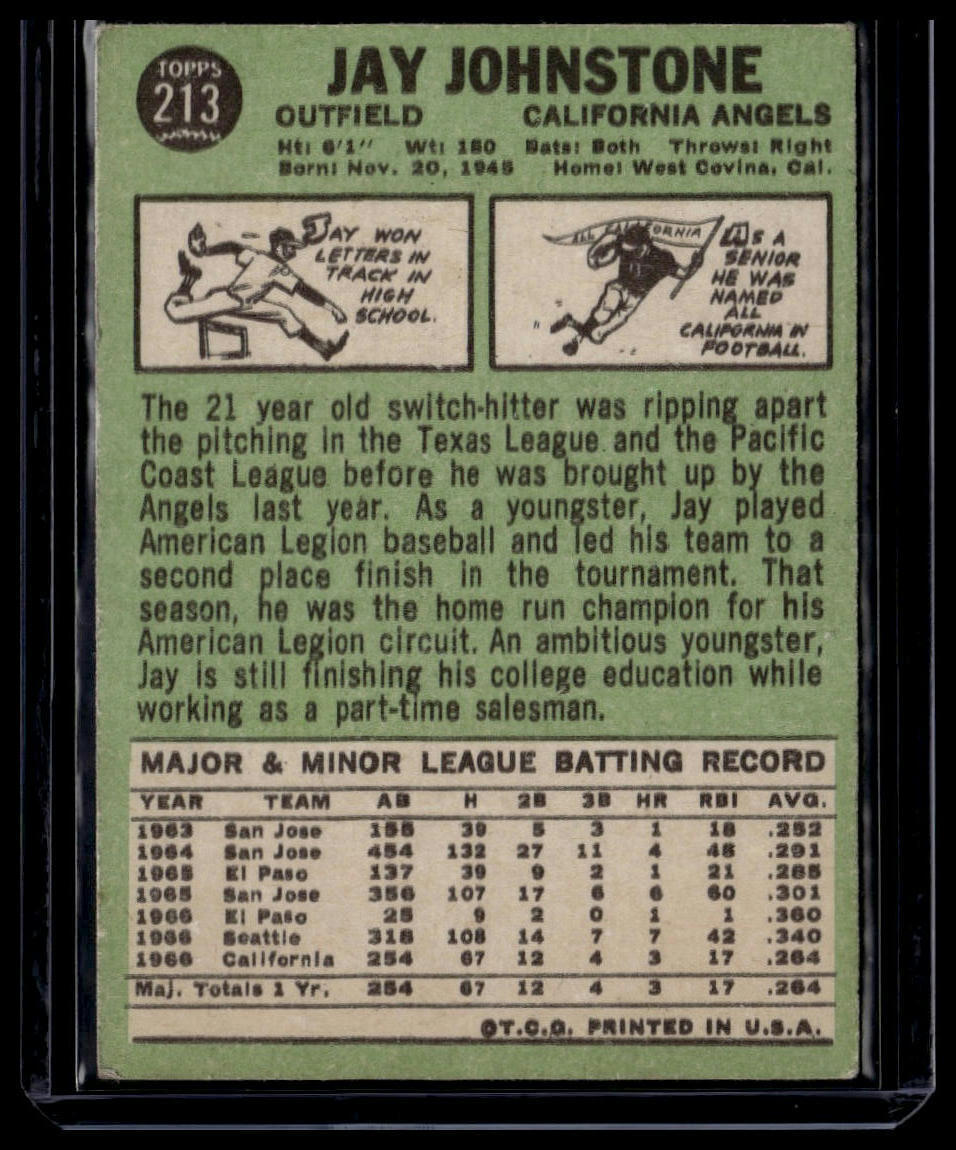 TOPPS
213
JAY JOHNSTONE
OUTFIELD CALIFORNIA ANGELS
Ht: 6'1" Wt: 180 Bats: Both Throws: Right
Born: Nov. 20, 1945 Home: West Covina, Cal.
JAY WON
LETTERS IN
TRACK IN
HIGH
SCHOOL.
ALL CALIFORNIA
AS A
SENIOR
HE WAS
NAMED
ALL
CALIFORNIA IN
FOOTBALL.
The 21 year old switch-hitter was ripping apart
the pitching in the Texas League and the Pacific
Coast League before he was brought up by the
Angels last year. As a youngster, Jay played
American Legion baseball and led his team to a
second place finish in the tournament. That
season, he was the home run champion for his
American Legion circuit. An ambitious youngster,
Jay is still finishing his college education while
working as a part-time salesman.
MAJOR & MINOR LEAGUE BATTING RECORD
YEAR TEAM AB H 2B 3B HR RBI AVG.
1963 San Jose 155 39 5 3 1 18 .252
1964 San Jose 454 132 27 11 4 48 .291
1965 El Paso 137 39 9 2 1 21 .285
1965 San Jose 356 107 17 6 6 60 .301
1966 El Paso 25 9 2 0 1 1 .360
1966 Seattle 318 108 14 7 7 42 .340
1966 California 254 67 12 4 3 17 .264
Maj. Totals 1 Yr. 254 67 12 4 3 17 .264
©T.C.G. PRINTED IN U.S.A.